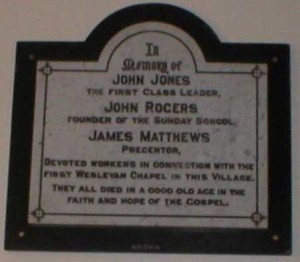 In
Memory of
JOHN JONES
THE FIRST CLASS LEADER,
JOHN ROGERS
FOUNDER OF THE SUNDAY SCHOOL,
JAMES MATTHEWS
PRECENTOR,
DEVOTED WORKERS IN CONNECTION WITH THE
FIRST WESLEYAN CHAPEL IN THIS VILLAGE.
THEY ALL DIED IN A GOOD OLD AGE IN THE
FAITH AND HOPE OF THE GOSPEL.